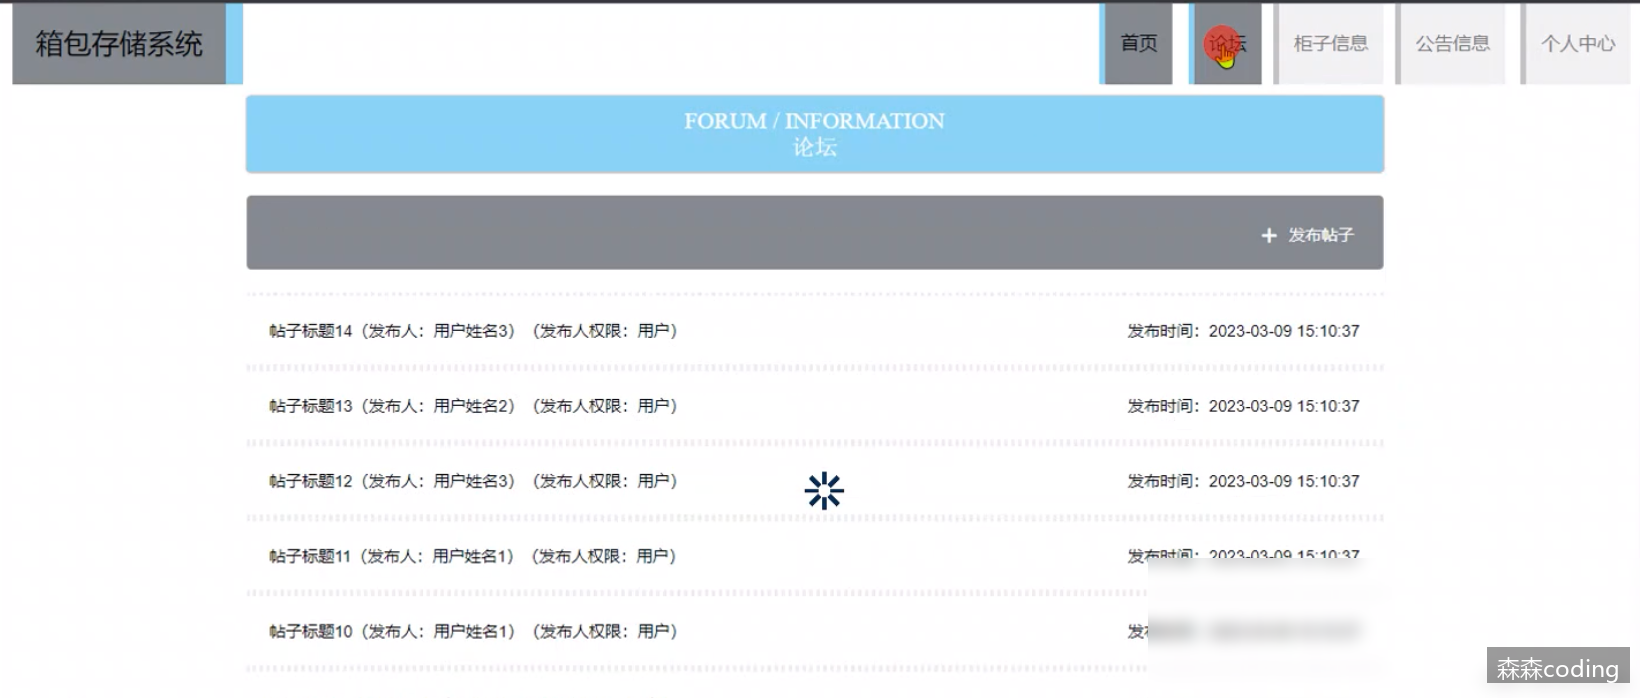 箱包存储系统
首页
论坛
柜子信息
公告信息
个人中心
FORUM / INFORMATION
论坛
+ 发布帖子
帖子标题14（发布人：用户姓名3）（发布人权限：用户） 发布时间：2023-03-09 15:10:37
帖子标题13（发布人：用户姓名2）（发布人权限：用户） 发布时间：2023-03-09 15:10:37
帖子标题12（发布人：用户姓名3）（发布人权限：用户） 发布时间：2023-03-09 15:10:37
帖子标题11（发布人：用户姓名1）（发布人权限：用户） 发布时间：2023-03-09 15:10:37
帖子标题10（发布人：用户姓名1）（发布人权限：用户） 发
森森coding